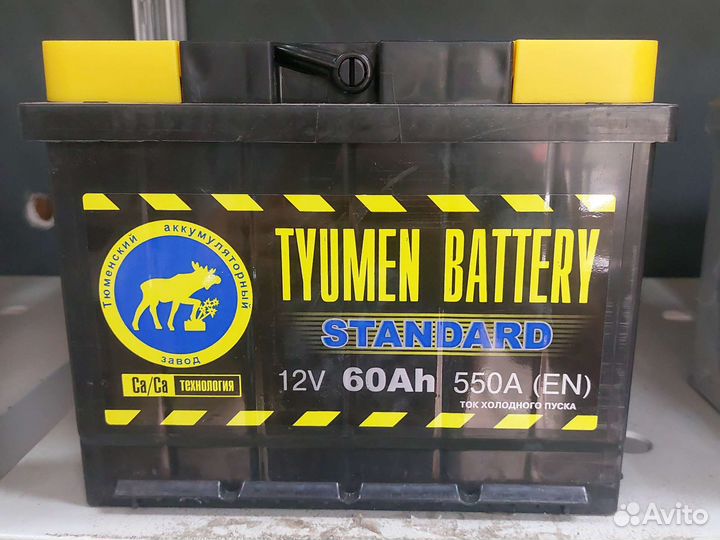 Тюменский аккумуляторный
завод
Ca/Ca технология
TYUMEN BATTERY
STANDARD
12V 60Ah 550A (EN)
ТОК ХОЛОДНОГО ПУСКА
Avito